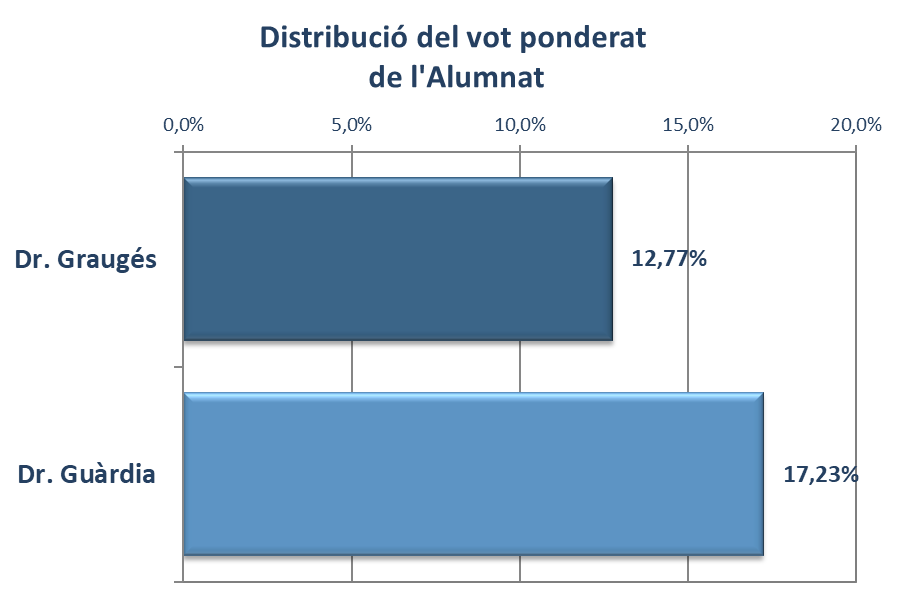 Distribució del vot ponderat
de l'Alumnat
0,0% 5,0% 10,0% 15,0% 20,0%
Dr. Graugés 12,77%
Dr. Guàrdia 17,23%